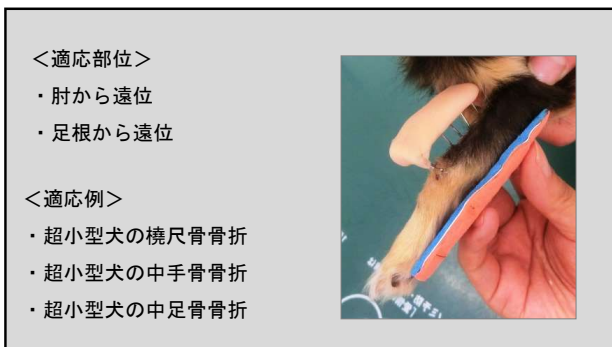 ＜適応部位＞
・肘から遠位
・足根から遠位
＜適応例＞
・超小型犬の橈尺骨骨折
・超小型犬の中手骨骨折
・超小型犬の中足骨骨折